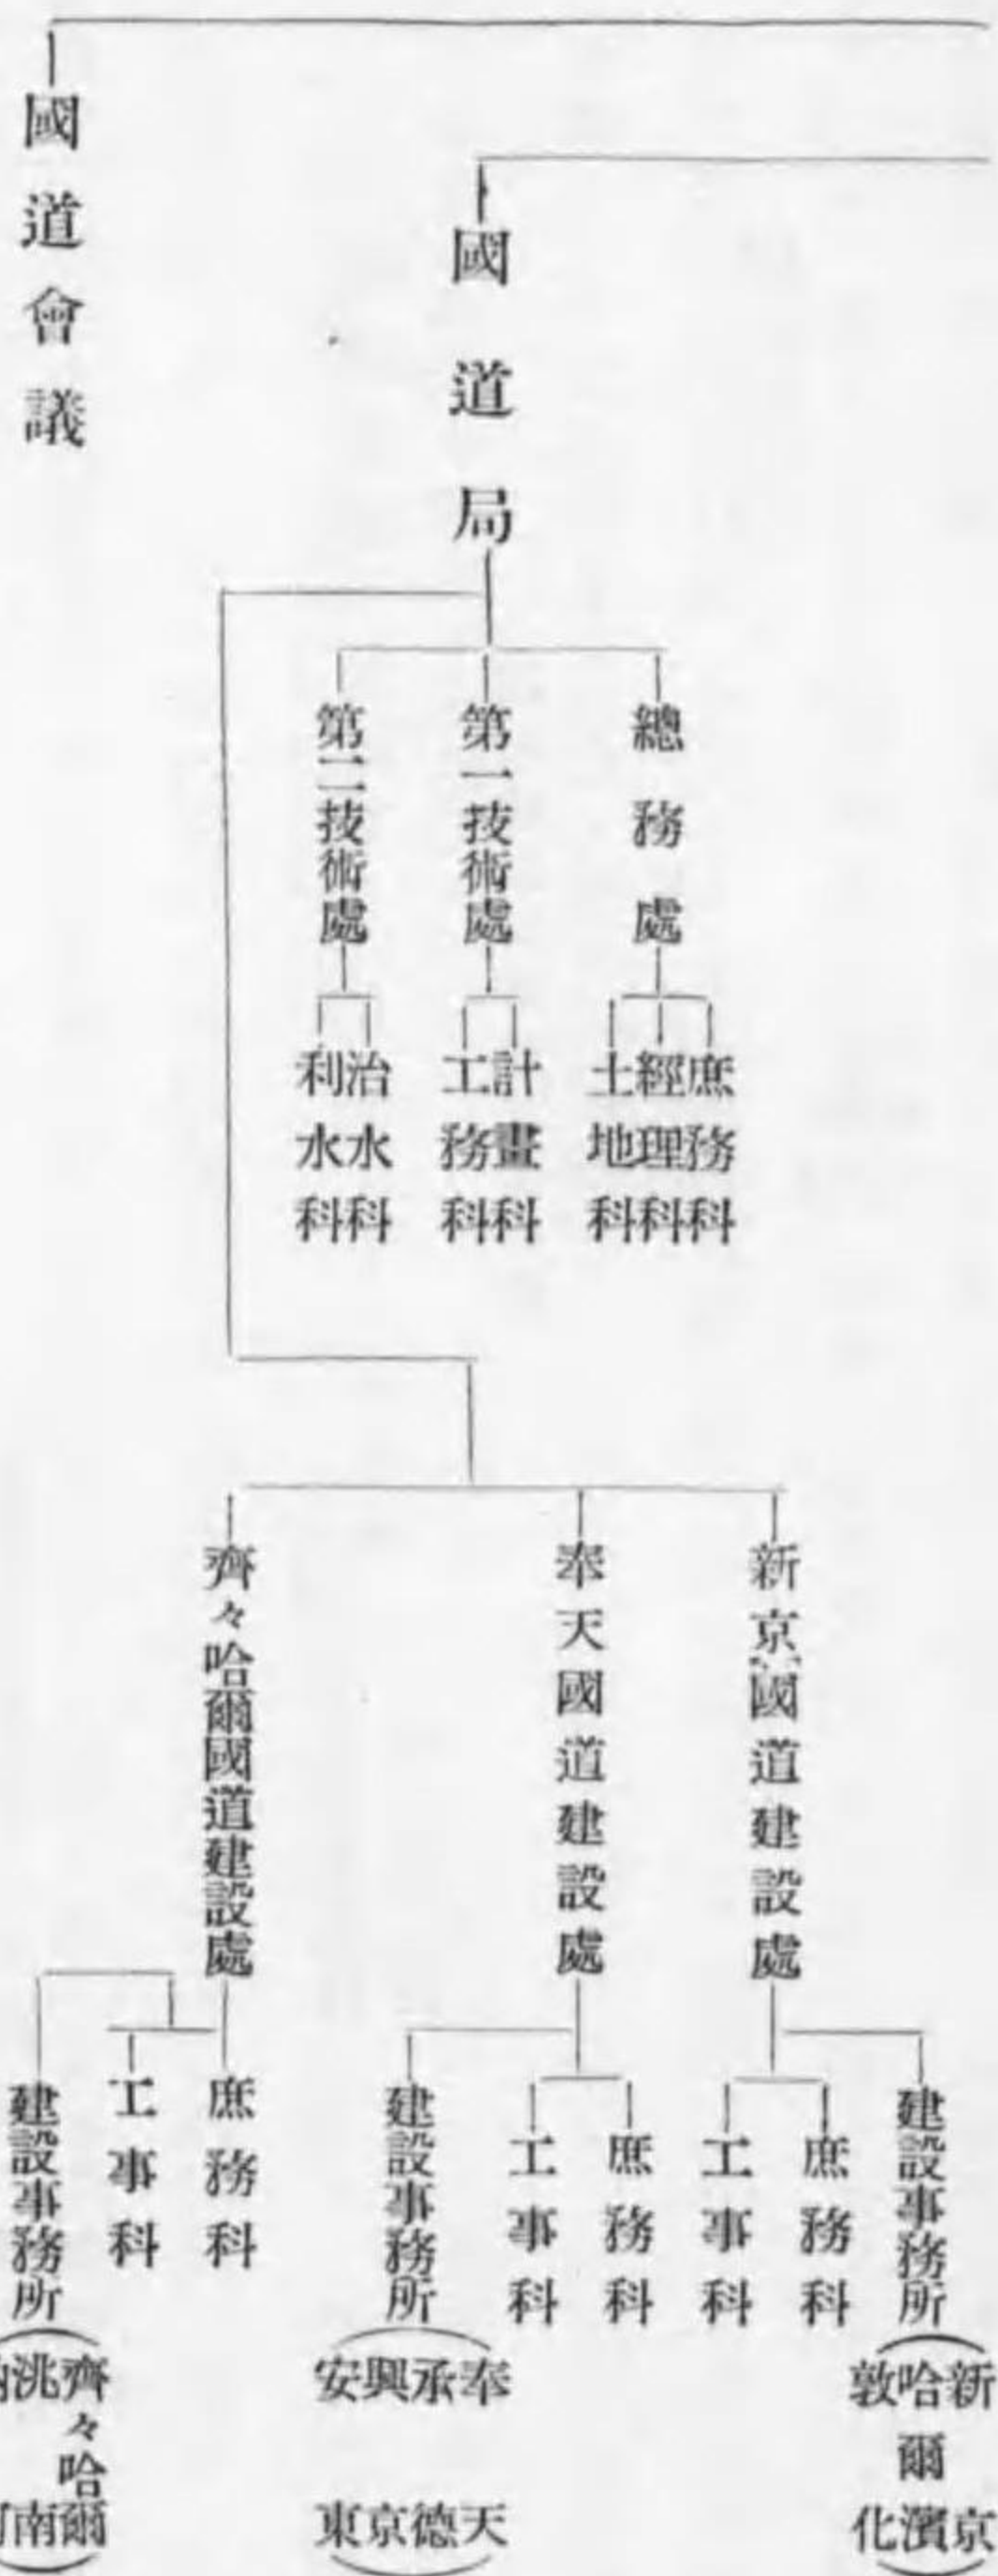 國道局
總務處
庶務科
經理科
土地科
第一技術處
計畫科
工務科
第二技術處
治水科
利水科
新京國道建設處
建設事務所
新京
哈爾濱
敦化
庶務科
工事科
奉天國道建設處
庶務科
工事科
建設事務所
奉天
承德
興京
安東
齊々哈爾國道建設處
庶務科
工事科
建設事務所
齊々哈爾
洮南
國道會議